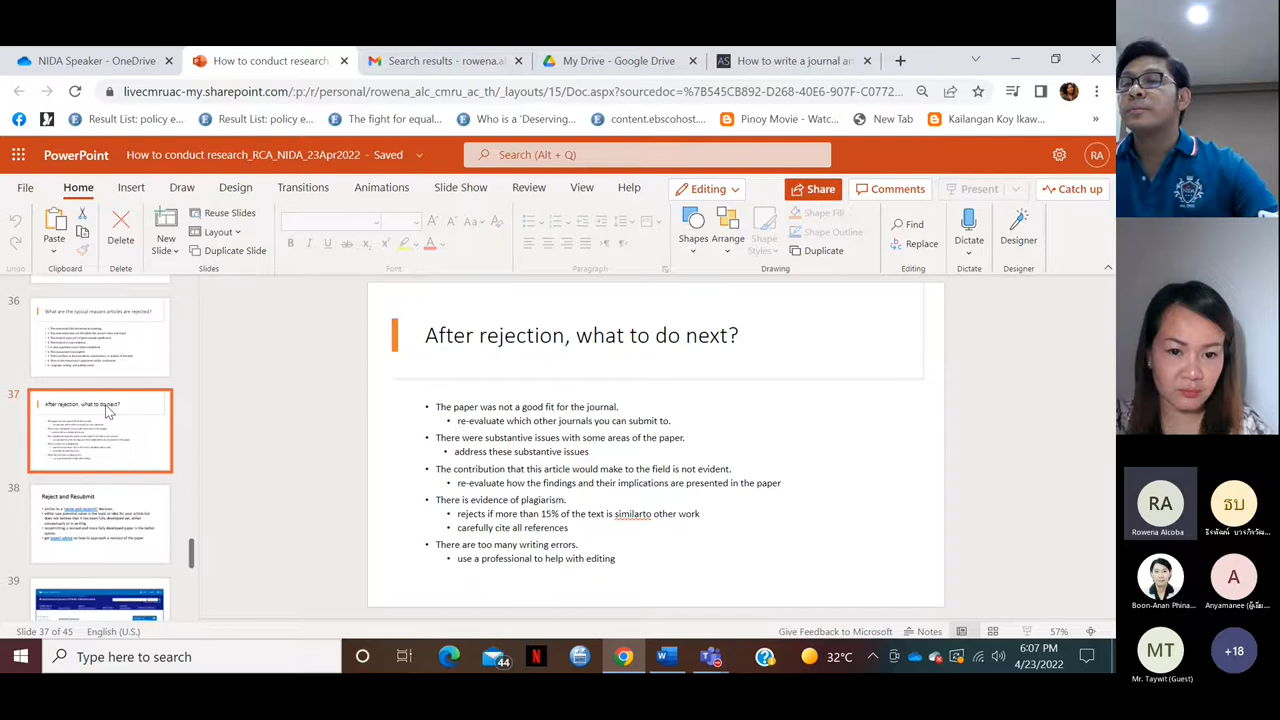 NIDA Speaker - OneDrive
How to conduct research_
Search results - rowena.al
My Drive - Google Drive
How to write a journal ar
livecmruac-my.sharepoint.com/:p:/r/personal/rowena_alc_cmru_ac_th/_layouts/15/Doc.aspx?sourcedoc=%7B545CB892-D268-40E6-907F-C0772...
Result List: policy e...
Result List: policy e...
The fight for equal...
Who is a 'Deserving...
content.ebscohost...
Pinoy Movie - Watc...
New Tab
Kailangan Koy Ikaw...
PowerPoint
How to conduct research_RCA_NIDA_23Apr2022 - Saved
Search (Alt + Q)
RA
File
Home
Insert
Draw
Design
Transitions
Animations
Slide Show
Review
View
Help
Editing
Share
Comments
Present
Catch up
Paste
Delete
New
Slide
Reuse Slides
Layout
Duplicate Slide
Shapes
Arrange
Shape
Styles
Shape Fill
Shape Outline
Duplicate
Find
Replace
Dictate
Designer
Undo
Clipboard
Delete
Slides
Font
Paragraph
Drawing
Editing
Dictate
Designer
36
What are the typical reasons articles are rejected?
37
After rejection, what to do next?
38
Reject and Resubmit
39
After rejection, what to do next?
• The paper was not a good fit for the journal.
• re-evaluate which other journals you can submit to.
• There were substantive issues with some areas of the paper.
• address these substantive issues
• The contribution that this article would make to the field is not evident.
• re-evaluate how the findings and their implications are presented in the paper
• There is evidence of plagiarism.
• rejects if more than 15% of the text is similarto other work
• carefully cite all references
• There are too many writing errors.
• use a professional to help with editing
Slide 37 of 45
English (U.S.)
Give Feedback to Microsoft
Notes
57%
Type here to search
44
32°C
6:07 PM
4/23/2022
NIDA
RA
Rowena Alcoba
ธบ
Boon-Anan Phina...
A
MT
Mr. Taywit (Guest)
+18